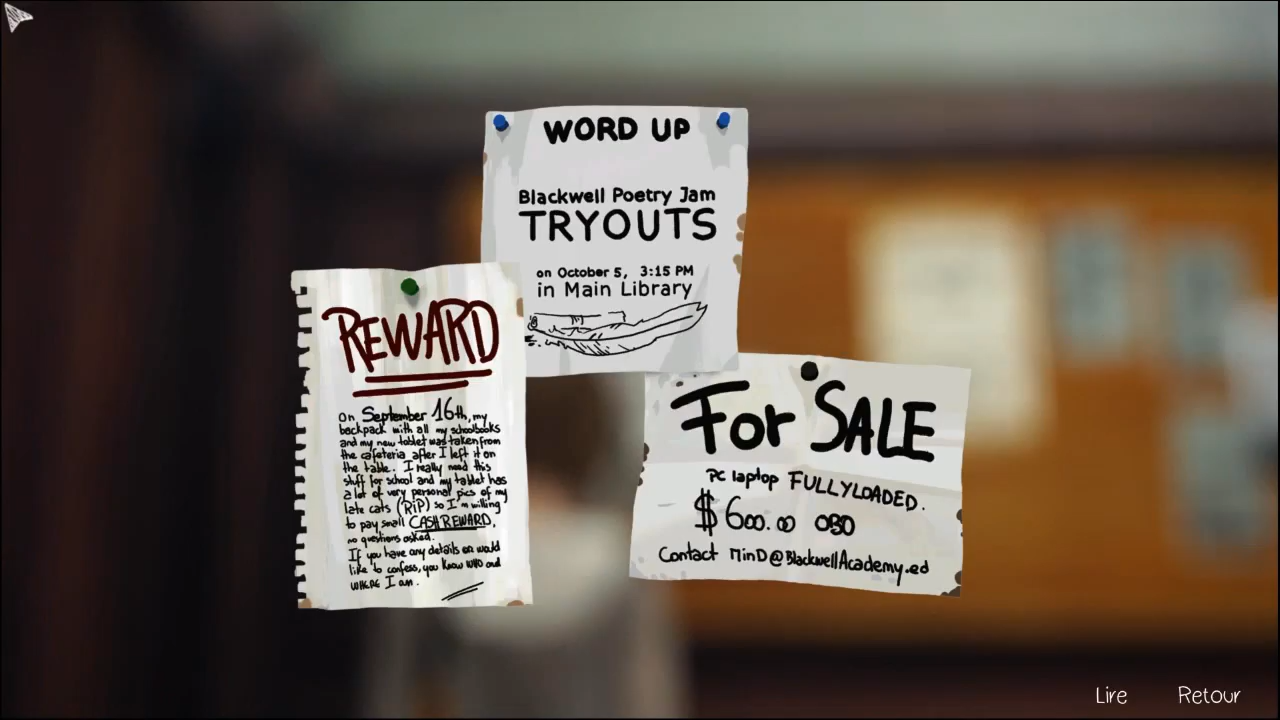 WORD UP
Blackwell Poetry Jam
TRYOUTS
on October 5, 3:15 PM
in Main Library
REWARD
On September 16th, my
backpack with all my schoolbooks
and my new tablet was taken from
the cafeteria after I left it on
the table. I really need this
stuff for school and my tablet has
a lot of very personal pics of my
late cats (RiP) so I'm willing
to pay small CASH REWARD,
no questions asked.
If you have any details or would
like to confess, you know WHO and
WHERE I am.
For SALE
PC laptop FULLYLOADED.
$600.00 OBO
Contact MinD@BlackwellAcademy.ed
Lire Retour